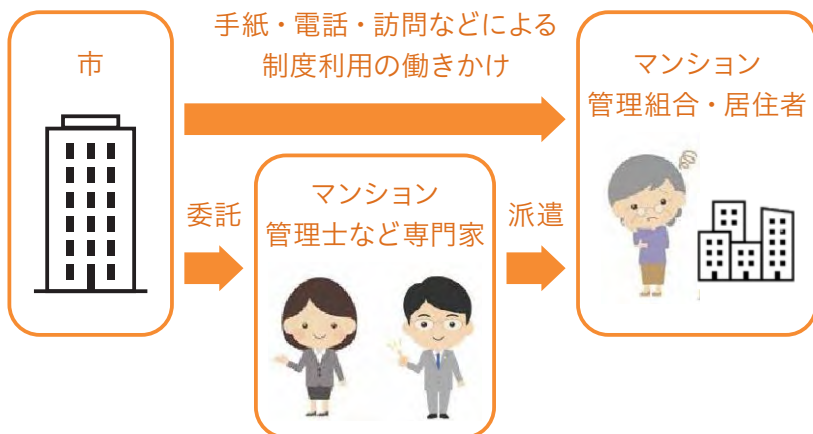 市
手紙・電話・訪問などによる
制度利用の働きかけ
マンション
管理組合・居住者
委託
マンション
管理士など専門家
派遣